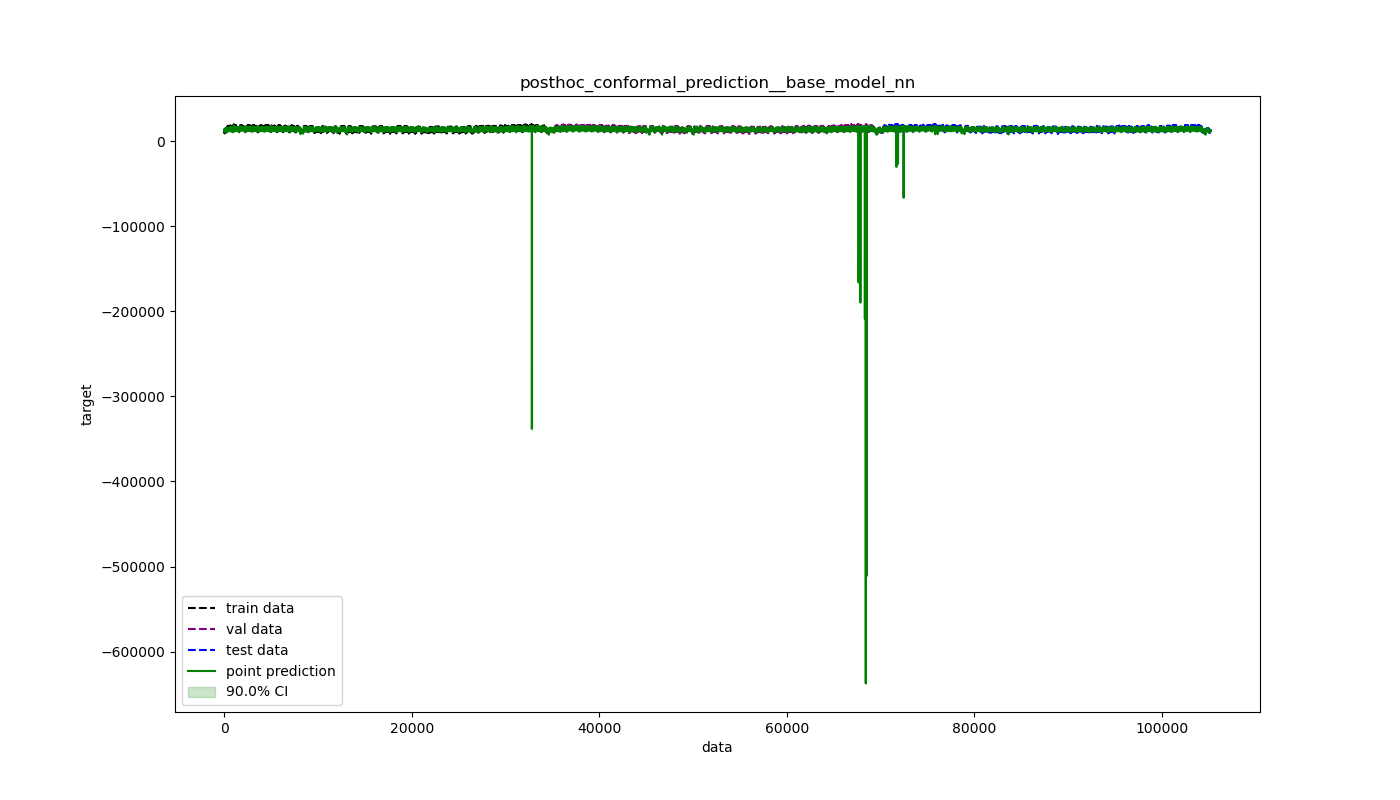 posthoc_conformal_prediction__base_model_nn
target
0
−100000
−200000
−300000
−400000
−500000
−600000
train data
val data
test data
point prediction
90.0% CI
0
20000
40000
60000
80000
100000
data